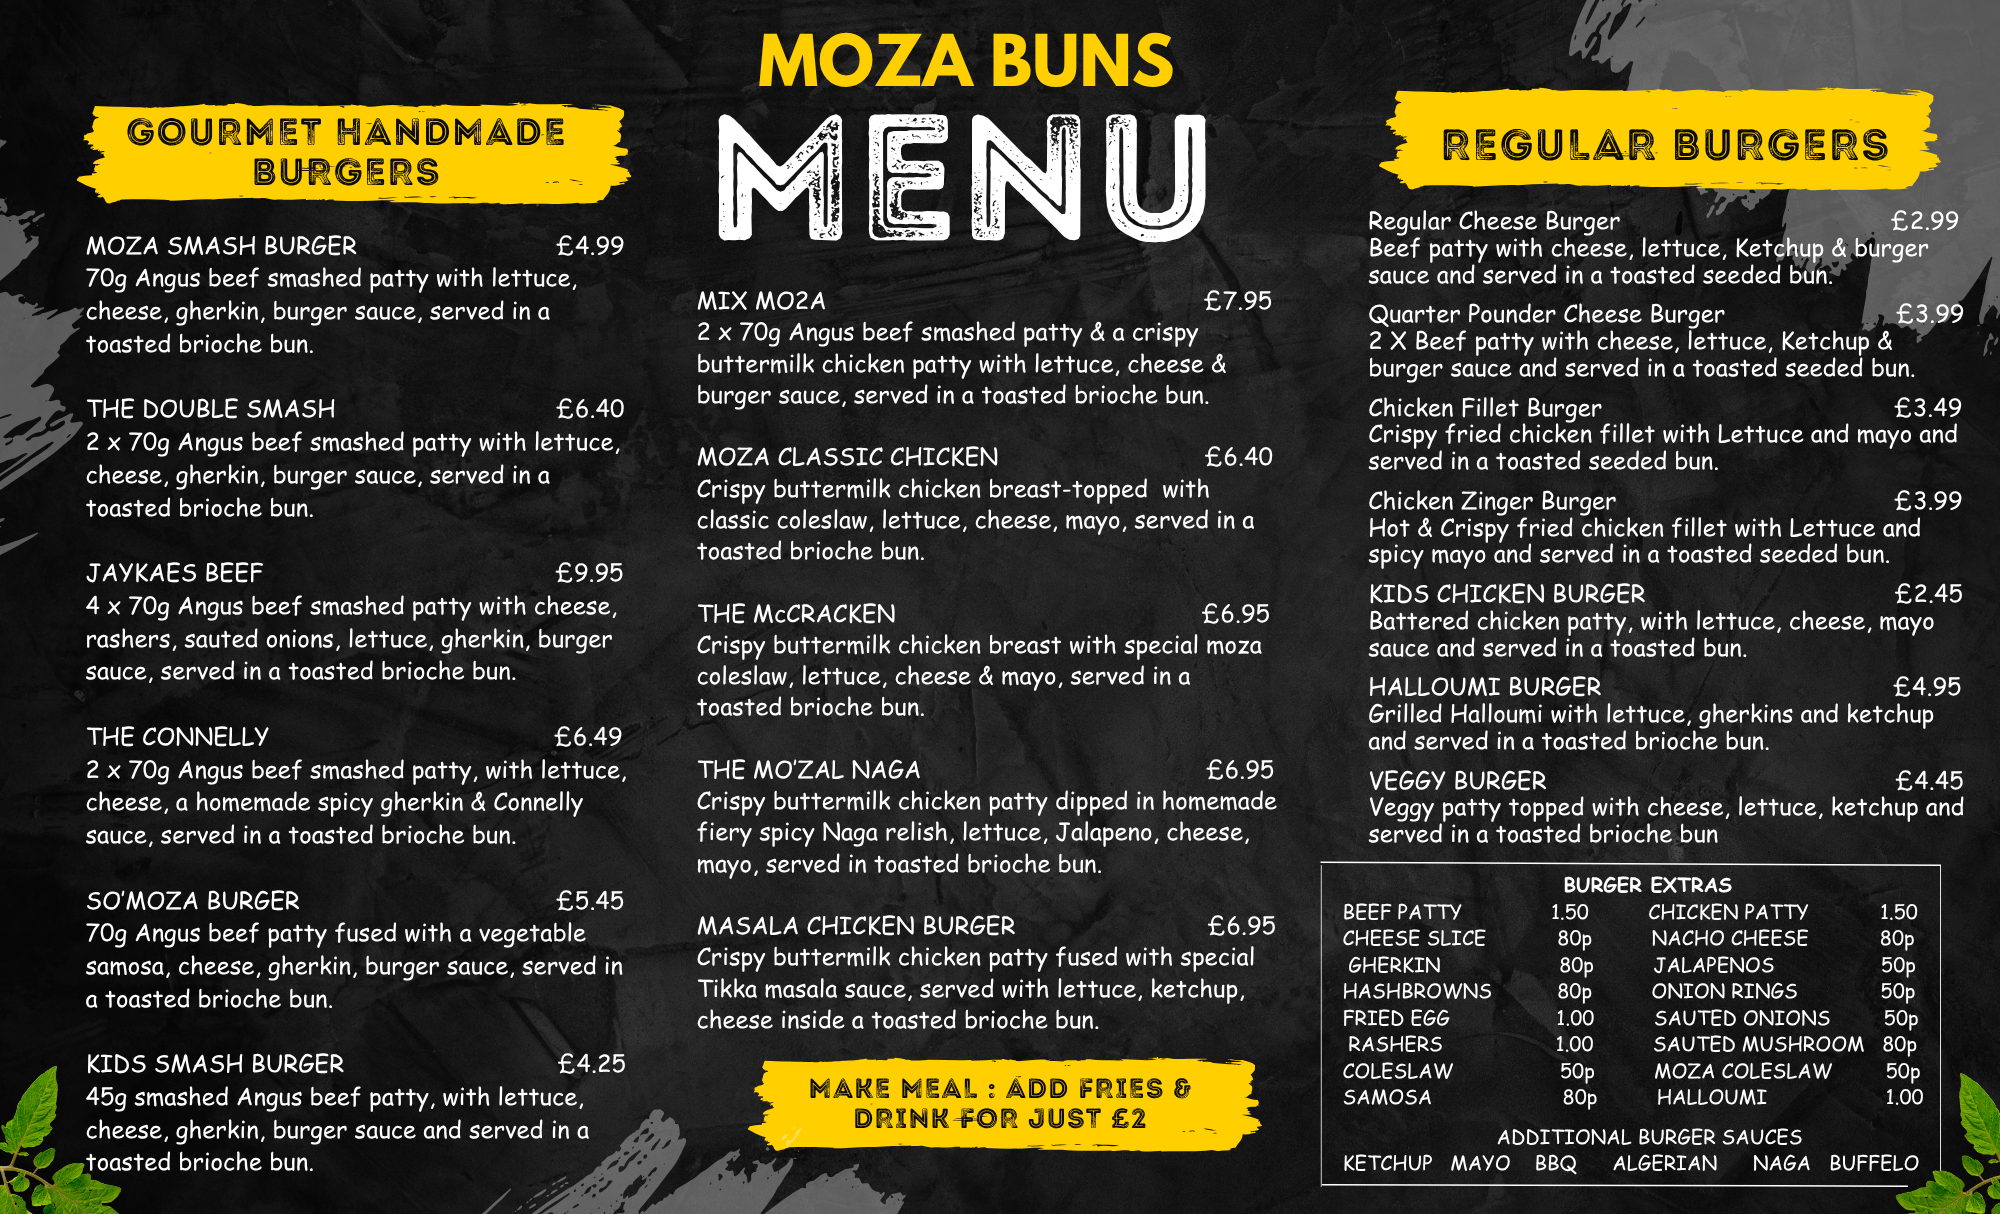 MOZA BUNS
MENU
GOURMET HANDMADE
BURGERS
MOZA SMASH BURGER £4.99
70g Angus beef smashed patty with lettuce,
cheese, gherkin, burger sauce, served in a
toasted brioche bun.
THE DOUBLE SMASH £6.40
2 x 70g Angus beef smashed patty with lettuce,
cheese, gherkin, burger sauce, served in a
toasted brioche bun.
JAYKAES BEEF £9.95
4 x 70g Angus beef smashed patty with cheese,
rashers, sauted onions, lettuce, gherkin, burger
sauce, served in a toasted brioche bun.
THE CONNELLY £6.49
2 x 70g Angus beef smashed patty, with lettuce,
cheese, a homemade spicy gherkin & Connelly
sauce, served in a toasted brioche bun.
SO'MOZA BURGER £5.45
70g Angus beef patty fused with a vegetable
samosa, cheese, gherkin, burger sauce, served in
a toasted brioche bun.
KIDS SMASH BURGER £4.25
45g smashed Angus beef patty, with lettuce,
cheese, gherkin, burger sauce and served in a
toasted brioche bun.
MIX MO2A £7.95
2 x 70g Angus beef smashed patty & a crispy
buttermilk chicken patty with lettuce, cheese &
burger sauce, served in a toasted brioche bun.
MOZA CLASSIC CHICKEN £6.40
Crispy buttermilk chicken breast-topped with
classic coleslaw, lettuce, cheese, mayo, served in a
toasted brioche bun.
THE McCRACKEN £6.95
Crispy buttermilk chicken breast with special moza
coleslaw, lettuce, cheese & mayo, served in a
toasted brioche bun.
THE MO'ZAL NAGA £6.95
Crispy buttermilk chicken patty dipped in homemade
fiery spicy Naga relish, lettuce, Jalapeno, cheese,
mayo, served in toasted brioche bun.
MASALA CHICKEN BURGER £6.95
Crispy buttermilk chicken patty fused with special
Tikka masala sauce, served with lettuce, ketchup,
cheese inside a toasted brioche bun.
MAKE MEAL : ADD FRIES &
DRINK FOR JUST £2
REGULAR BURGERS
Regular Cheese Burger £2.99
Beef patty with cheese, lettuce, Ketchup & burger
sauce and served in a toasted seeded bun.
Quarter Pounder Cheese Burger £3.99
2 X Beef patty with cheese, lettuce, Ketchup &
burger sauce and served in a toasted seeded bun.
Chicken Fillet Burger £3.49
Crispy fried chicken fillet with Lettuce and mayo and
served in a toasted seeded bun.
Chicken Zinger Burger £3.99
Hot & Crispy fried chicken fillet with Lettuce and
spicy mayo and served in a toasted seeded bun.
KIDS CHICKEN BURGER £2.45
Battered chicken patty, with lettuce, cheese, mayo
sauce and served in a toasted bun.
HALLOUMI BURGER £4.95
Grilled Halloumi with lettuce, gherkins and ketchup
and served in a toasted brioche bun.
VEGGY BURGER £4.45
Veggy patty topped with cheese, lettuce, ketchup and
served in a toasted brioche bun
BURGER EXTRAS
BEEF PATTY 1.50 CHICKEN PATTY 1.50
CHEESE SLICE 80p NACHO CHEESE 80p
GHERKIN 80p JALAPENOS 50p
HASHBROWNS 80p ONION RINGS 50p
FRIED EGG 1.00 SAUTED ONIONS 50p
RASHERS 1.00 SAUTED MUSHROOM 80p
COLESLAW 50p MOZA COLESLAW 50p
SAMOSA 80p HALLOUMI 1.00
ADDITIONAL BURGER SAUCES
KETCHUP MAYO BBQ ALGERIAN NAGA BUFFELO